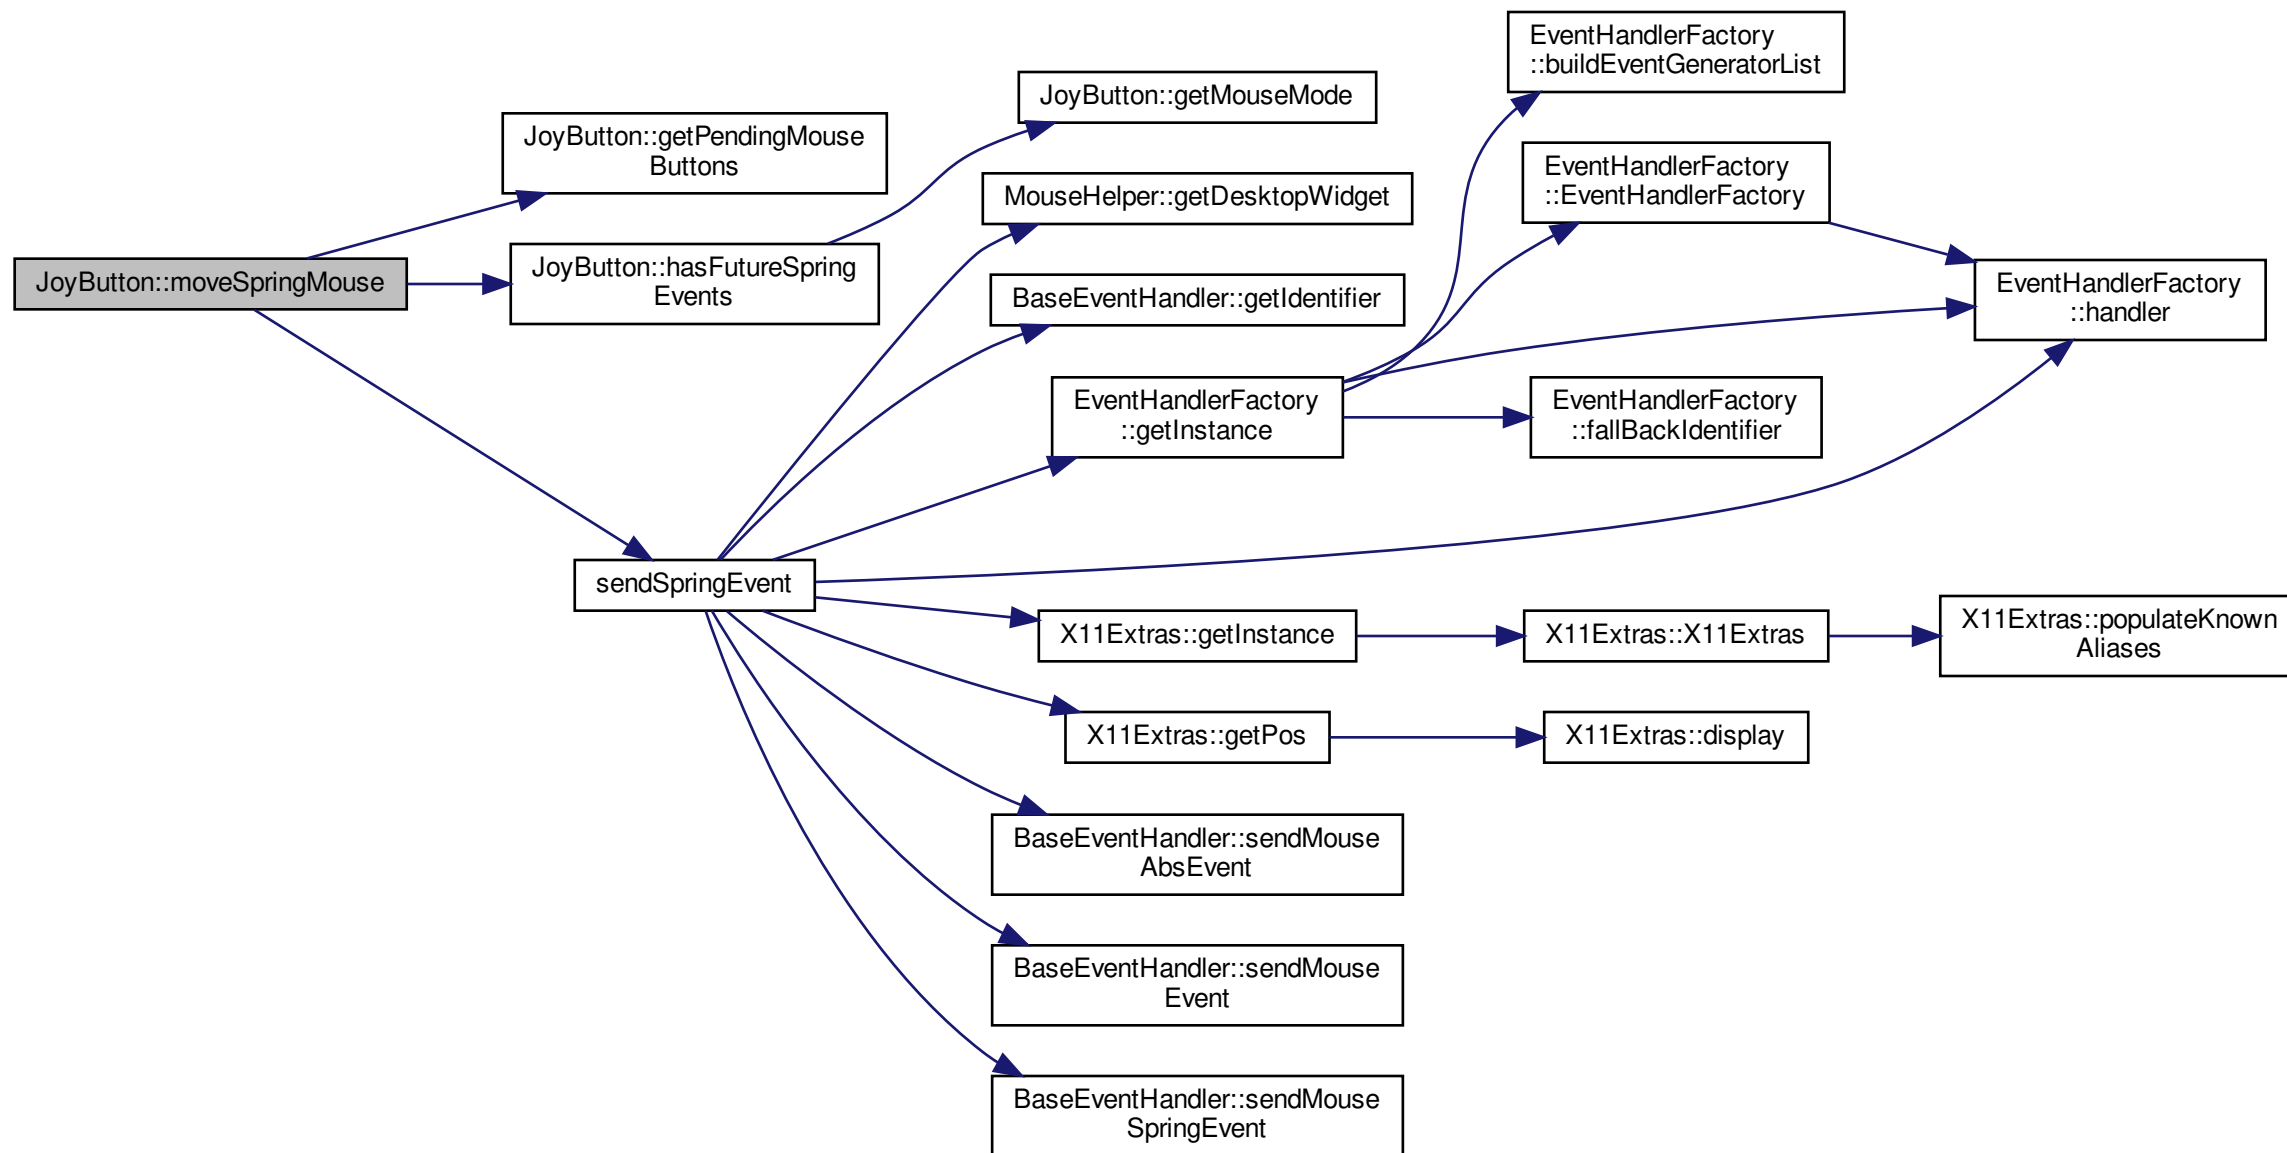 JoyButton::moveSpringMouse
JoyButton::getPendingMouse
Buttons
JoyButton::hasFutureSpring
Events
sendSpringEvent
JoyButton::getMouseMode
MouseHelper::getDesktopWidget
BaseEventHandler::getIdentifier
EventHandlerFactory
::getInstance
X11Extras::getInstance
X11Extras::getPos
BaseEventHandler::sendMouse
AbsEvent
BaseEventHandler::sendMouse
Event
BaseEventHandler::sendMouse
SpringEvent
EventHandlerFactory
::buildEventGeneratorList
EventHandlerFactory
::EventHandlerFactory
EventHandlerFactory
::fallBackIdentifier
X11Extras::X11Extras
X11Extras::display
EventHandlerFactory
::handler
X11Extras::populateKnown
Aliases